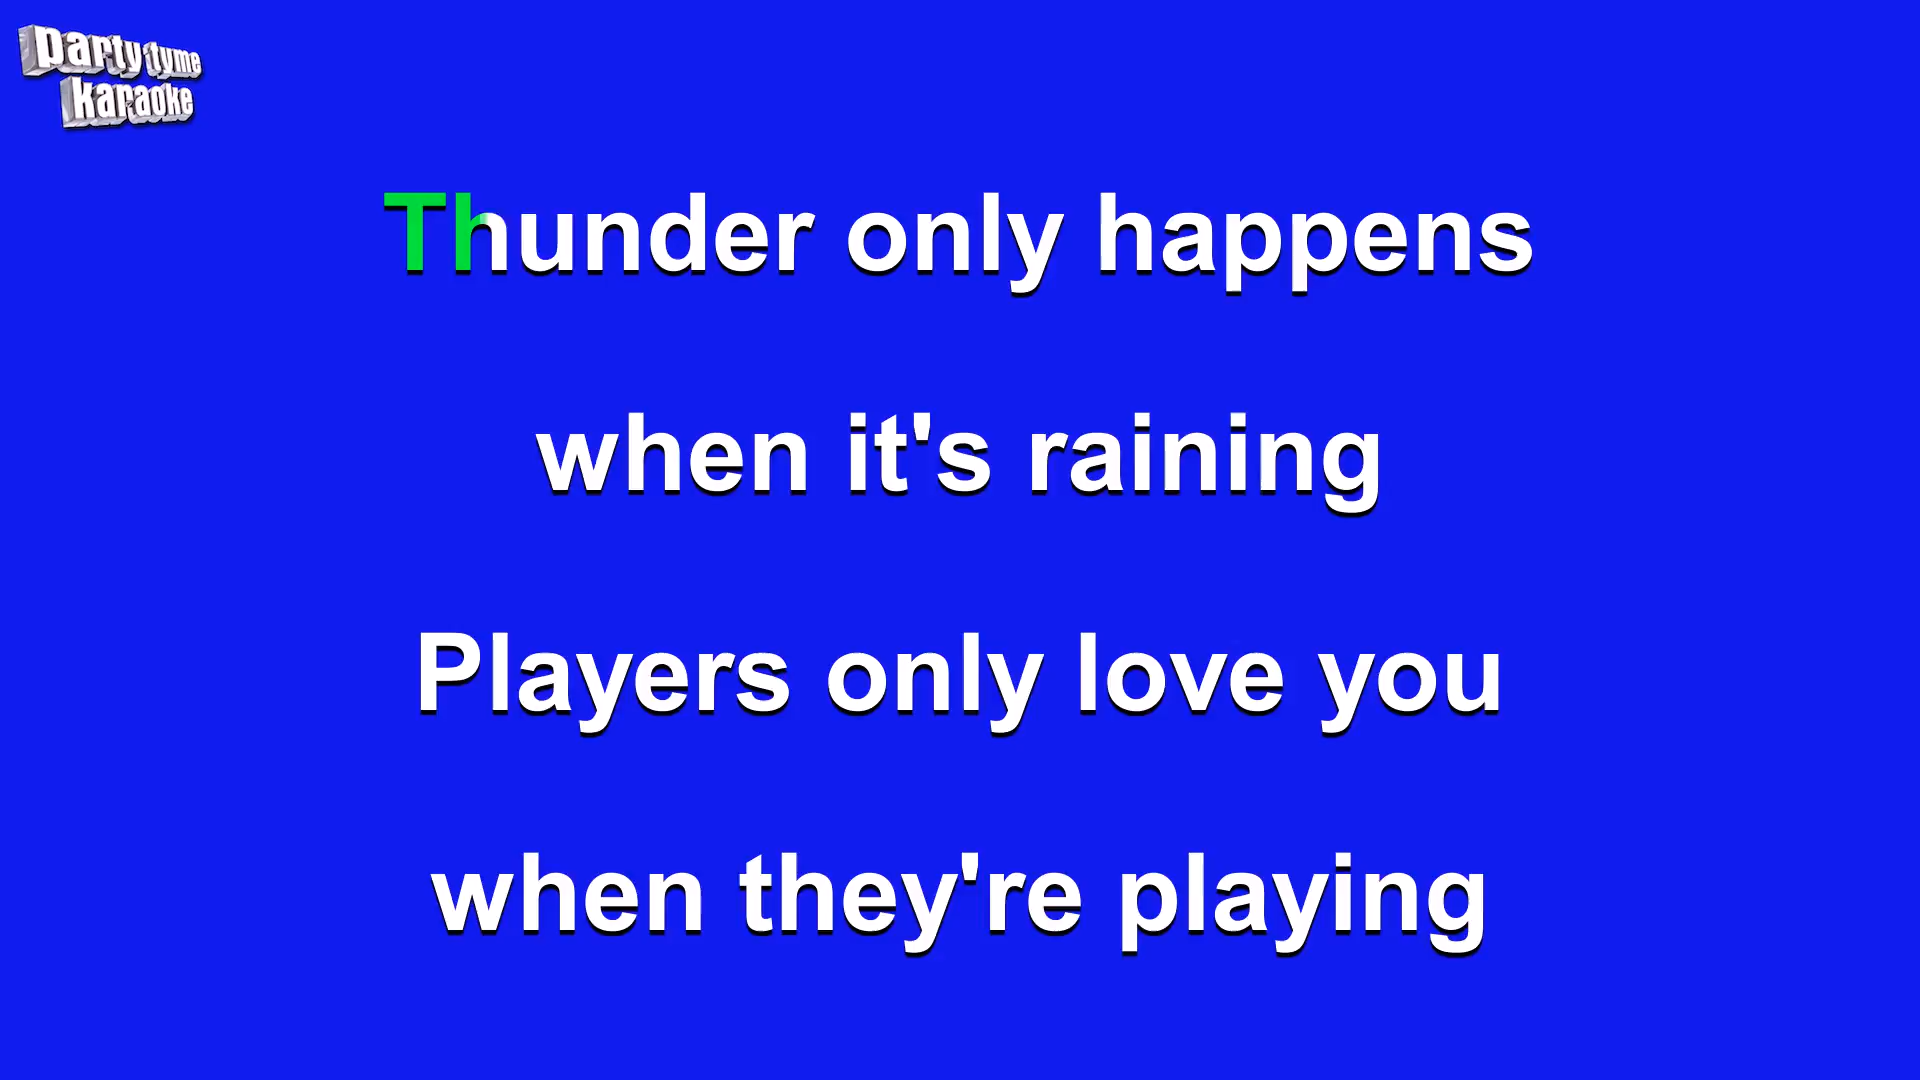 party tyme
karaoke
Thunder only happens
when it's raining
Players only love you
when they're playing